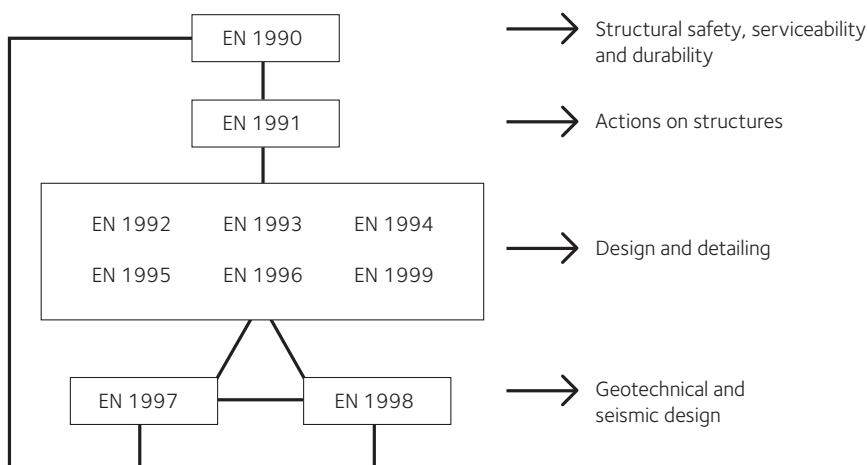 EN 1990
Structural safety, serviceability
and durability
EN 1991
Actions on structures
EN 1992 EN 1993 EN 1994
EN 1995 EN 1996 EN 1999
Design and detailing
EN 1997 EN 1998
Geotechnical and
seismic design